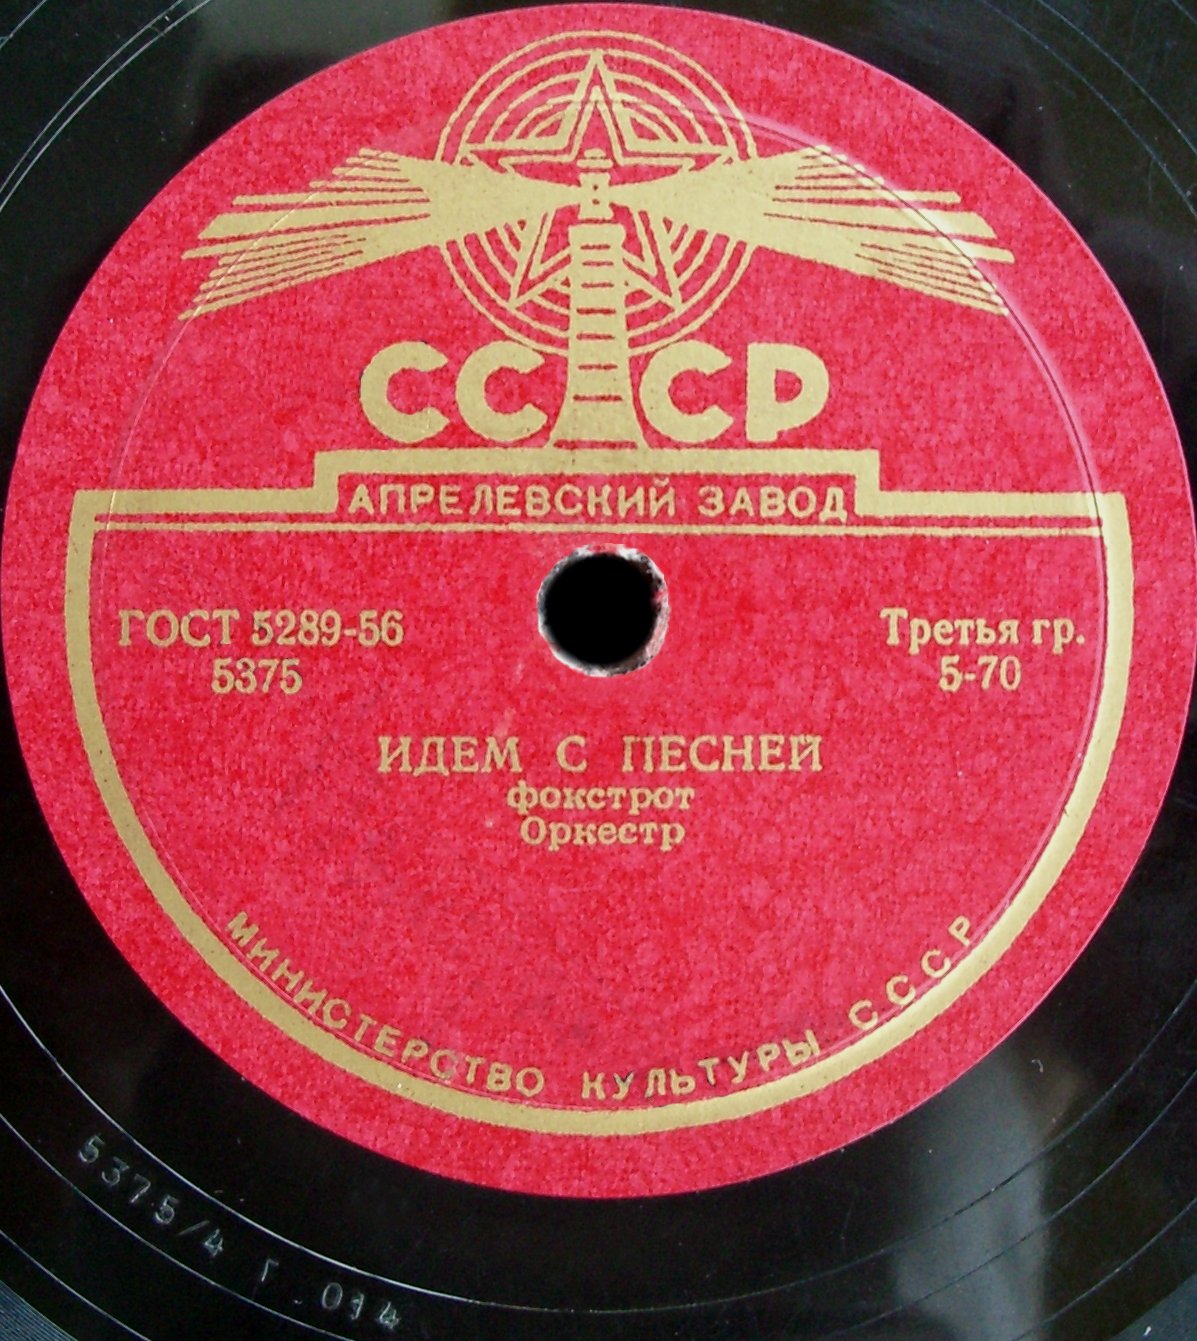 СССР
АПРЕЛЕВСКИЙ ЗАВОД
ГОСТ 5289-56
5375
Третья гр.
5-70
ИДЕМ С ПЕСНЕЙ
фокстрот
Оркестр
МИНИСТЕРСТВО КУЛЬТУРЫ СССР
5375/4 Г 014